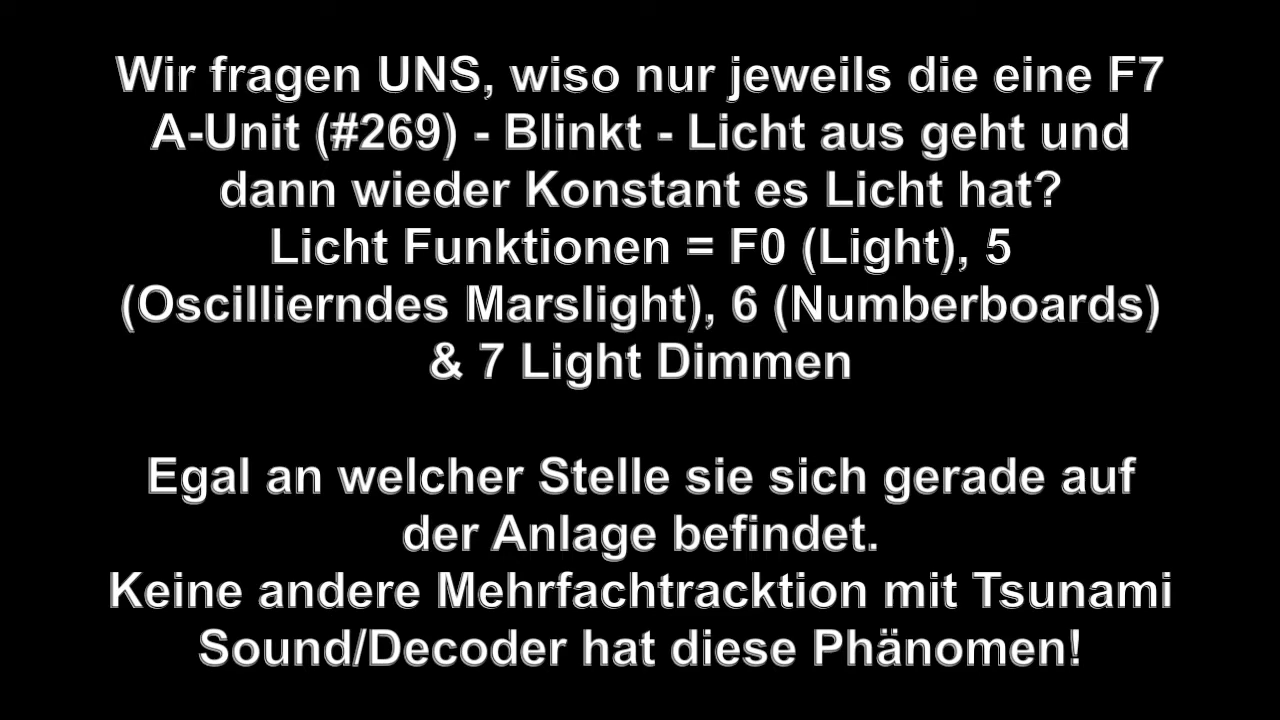 Wir fragen UNS, wiso nur jeweils die eine F7
A-Unit (#269) - Blinkt - Licht aus geht und
dann wieder Konstant es Licht hat?
Licht Funktionen = F0 (Light), 5
(Oscillierndes Marslight), 6 (Numberboards)
& 7 Light Dimmen
Egal an welcher Stelle sie sich gerade auf
der Anlage befindet.
Keine andere Mehrfachtracktion mit Tsunami
Sound/Decoder hat diese Phänomen!